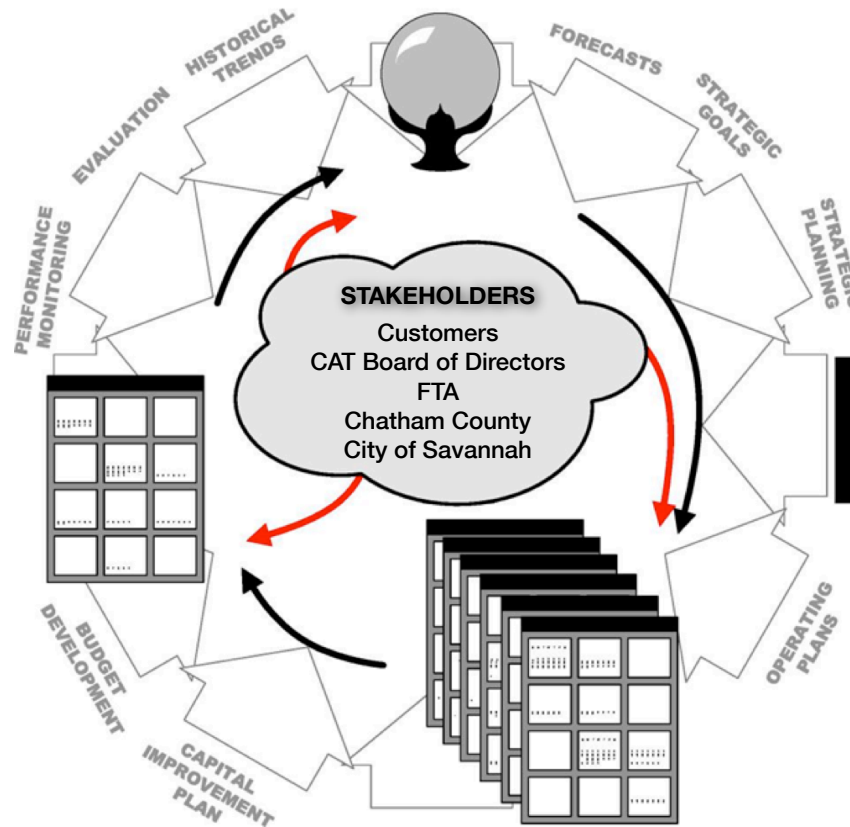 HISTORICAL
TRENDS
FORECASTS
STRATEGIC
GOALS
STRATEGIC
PLANNING
OPERATING
PLANS
CAPITAL
IMPROVEMENT
PLAN
BUDGET
DEVELOPMENT
PERFORMANCE
MONITORING
EVALUATION
STAKEHOLDERS
Customers
CAT Board of Directors
FTA
Chatham County
City of Savannah